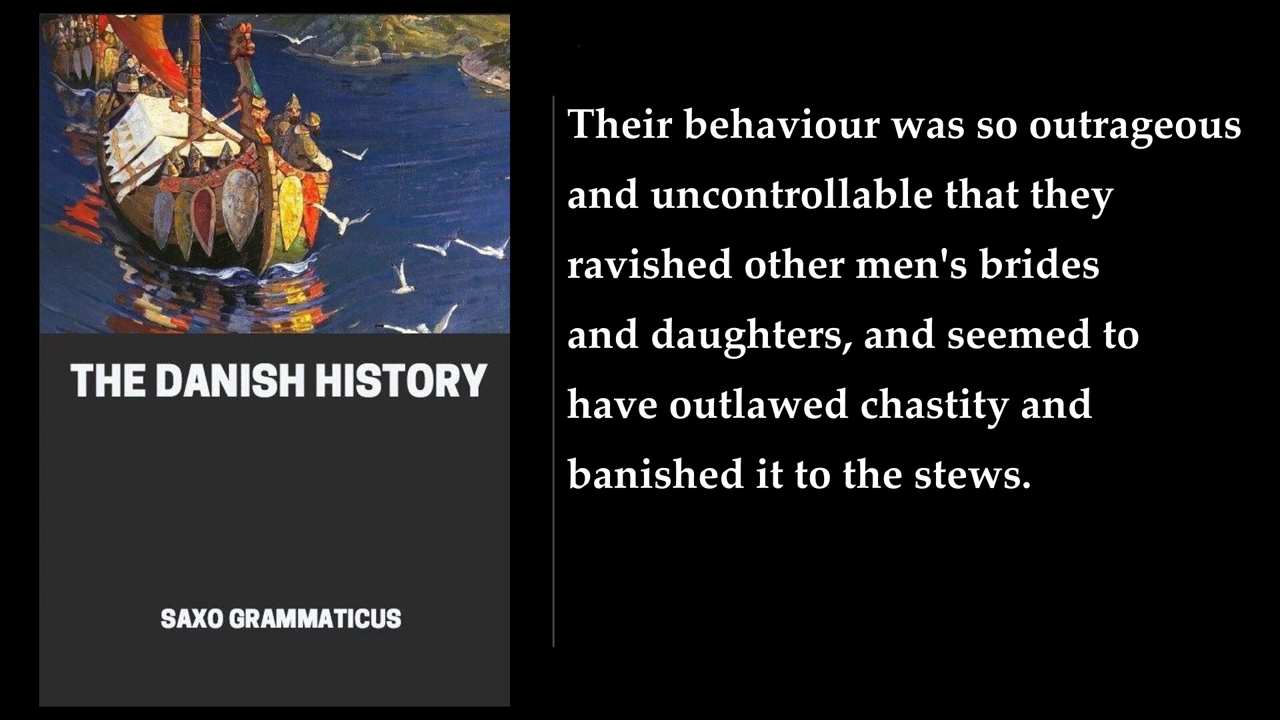 THE DANISH HISTORY
SAXO GRAMMATICUS
Their behaviour was so outrageous
and uncontrollable that they
ravished other men's brides
and daughters, and seemed to
have outlawed chastity and
banished it to the stews.